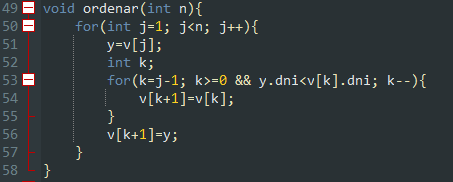 49 void ordenar(int n){
50 for(int j=1; j<n; j++){
51 y=v[j];
52 int k;
53 for(k=j-1; k>=0 && y.dni<v[k].dni; k--){
54 v[k+1]=v[k];
55 }
56 v[k+1]=y;
57 }
58 }